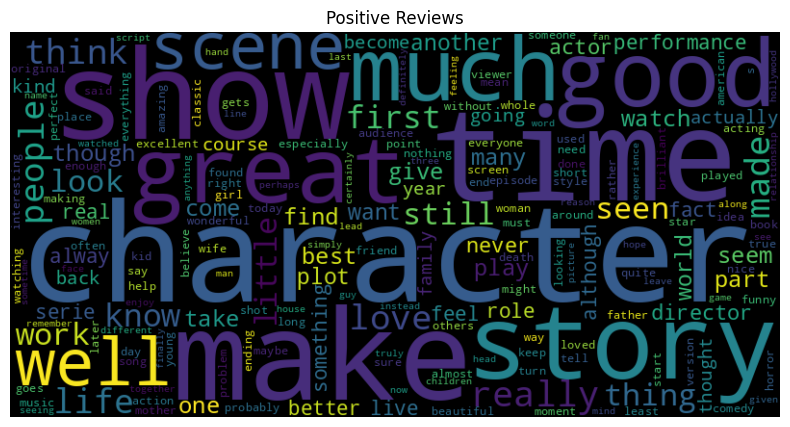 Positive Reviews
script
hand
last
someone
fan
original
think
scene
become
another
much
actor
performance
good
kind
name
said
show
everything
amazing
classic
gets
definitely
feeling
viewer
mean
without
whole
american
s
hollywood
people
place
perfect
line
first
going
watch
actually
watched
though
enough
excellent
course
especially
audience
point
nothing
everyone
word
used
need
acting
time
great
look
interesting
making
women
anything
found
right
girl
perhaps
certainly
many
give
three
screen
end
episode
done
short
style
rather
brilliant
experience
played
relationship
made
real
come
today
wonderful
find
want
year
still
woman
must
seen
fact
idea
along
reason
around
star
book
see
true
character
often
alway
kid
wife
believe
little
simply
lead
best
friend
plot
family
never
play
death
looking
picture
although
hope
quite
leave
world
nice
game
seem
part
funny
watching
back
say
help
face
man
enjoy
serie
know
take
shot
house
guy
long
instead
love
feel
others
might
role
father
director
remember
different
sometimes
later
work
well
day
song
finally
young
problem
maybe
ending
something
sure
make
truly
children
almost
now
head
way
keep
turn
loved
tell
story
start
thought
version
horror
goes
music
seeing
life
action
mother
together
one
probably
better
live
beautiful
really
moment
mind
thing
least
comedy
given